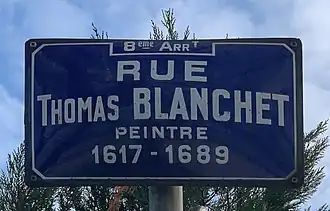 8ème ARRT
RUE
THOMAS BLANCHET
PEINTRE
1617 - 1689